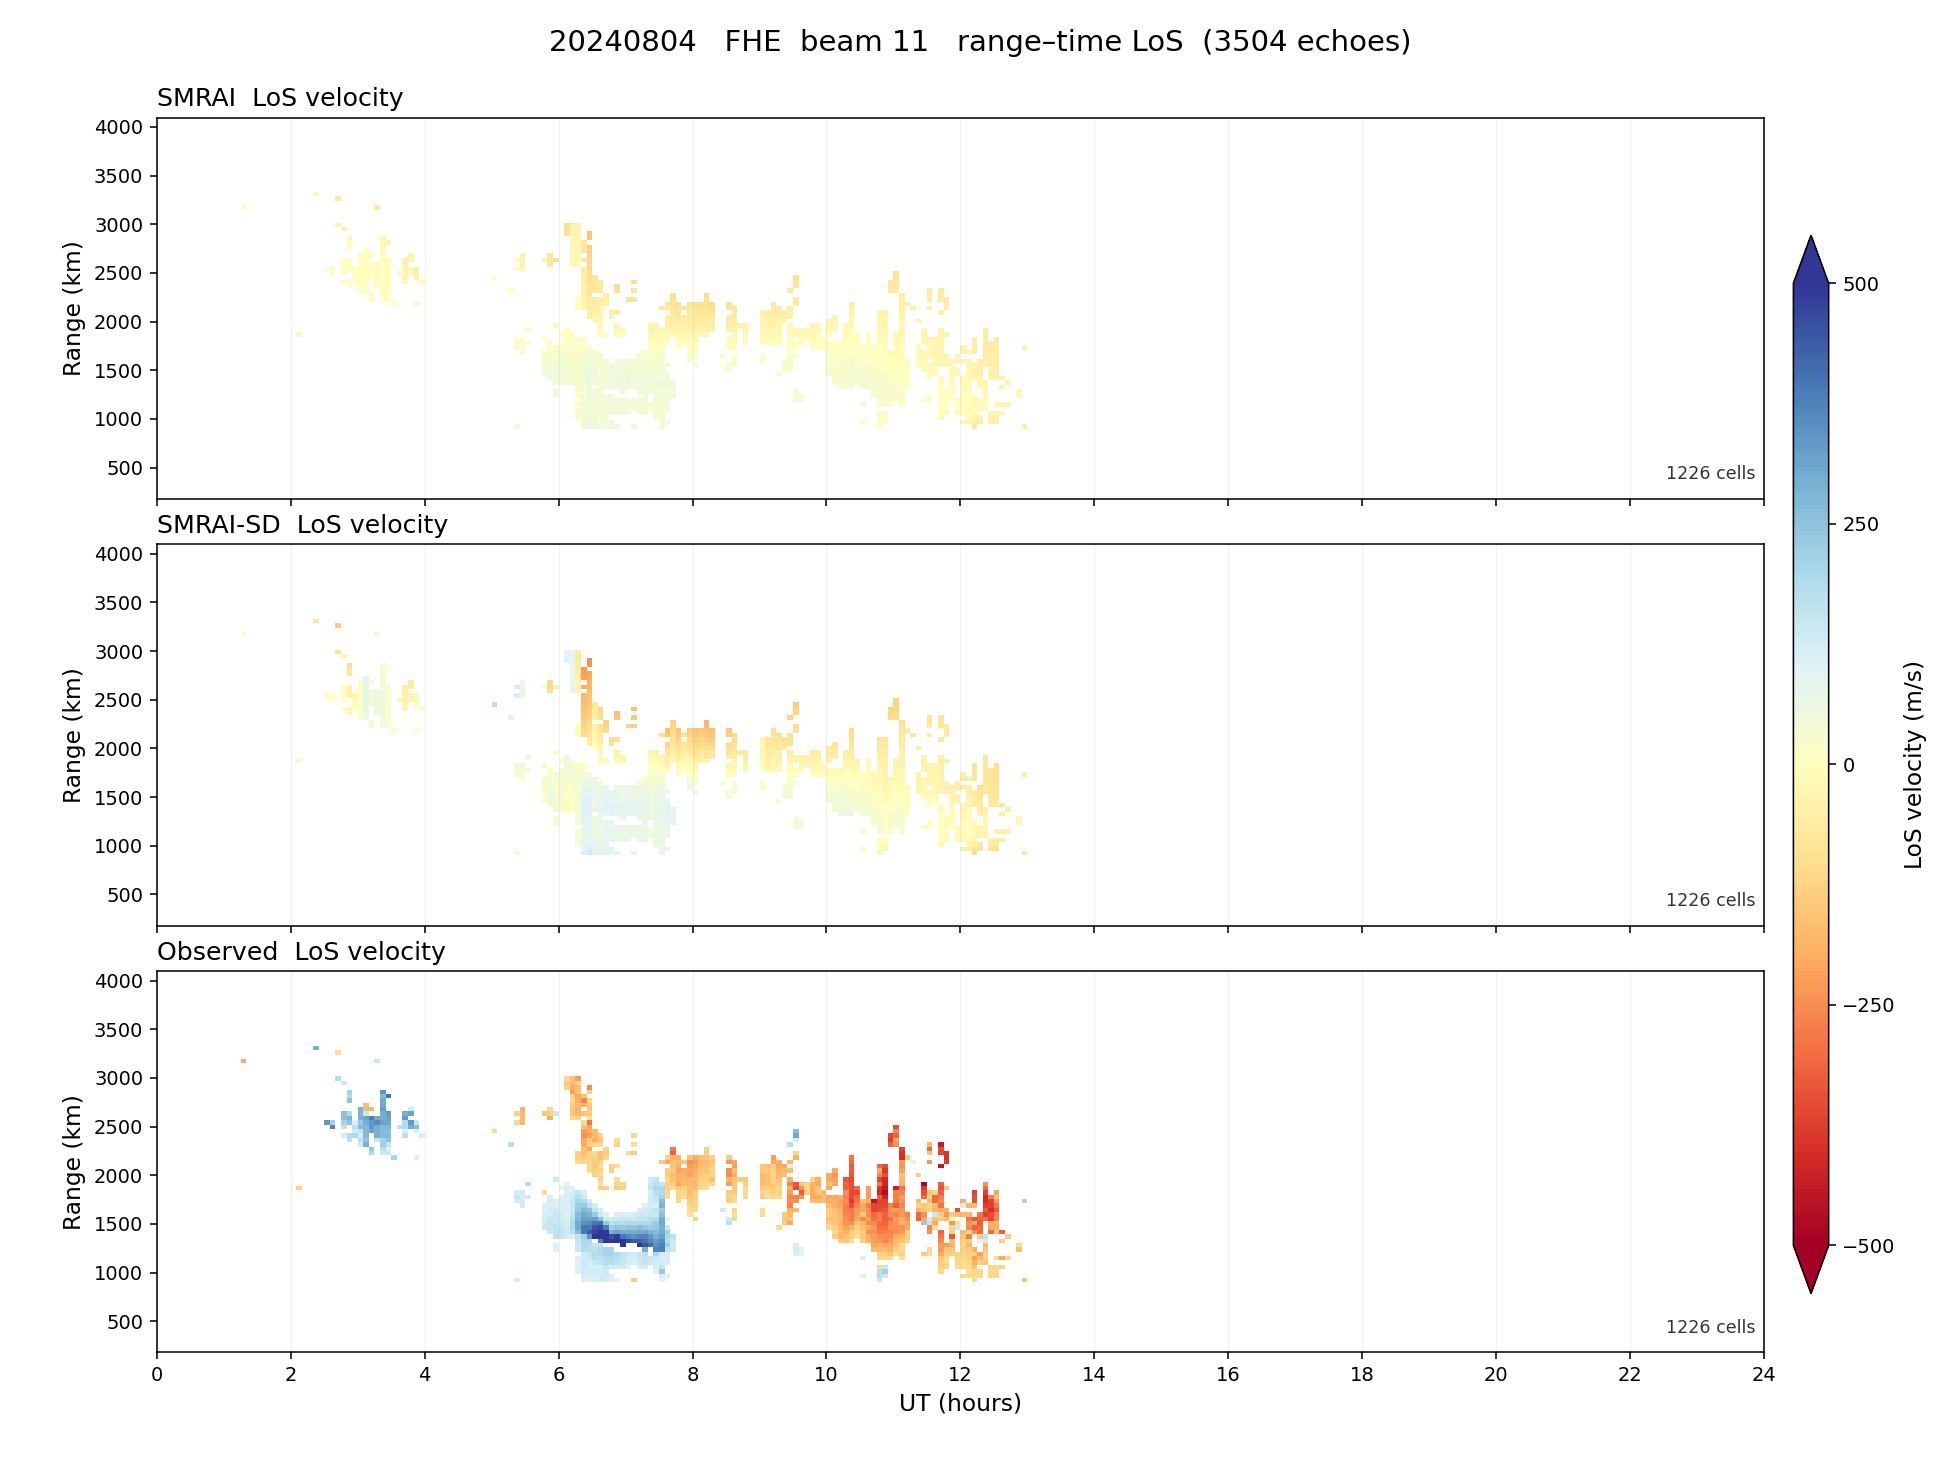 20240804   FHE  beam 11   range–time LoS  (3504 echoes)
SMRAI  LoS velocity
4000
3500
3000
2500
2000
1500
1000
500
Range (km)
1226 cells
SMRAI-SD  LoS velocity
4000
3500
3000
2500
2000
1500
1000
500
Range (km)
1226 cells
Observed  LoS velocity
4000
3500
3000
2500
2000
1500
1000
500
Range (km)
1226 cells
0 2 4 6 8 10 12 14 16 18 20 22 24
UT (hours)
500
250
0
−250
−500
LoS velocity (m/s)